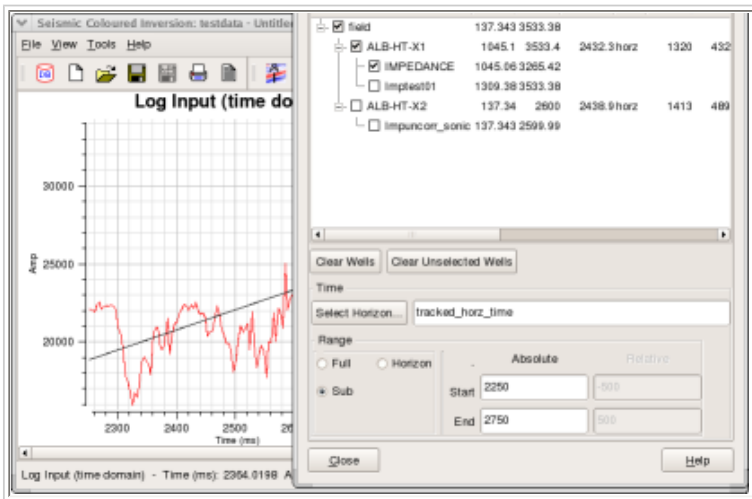 Seismic Coloured Inversion: testdata - Untitled
File View Tools Help
Log Input (time do
Amp
30000
25000
20000
2300 2400 2500
Time (ms)
Log Input (time domain) - Time (ms): 2364.0198 A
field 137.343 3533.38
ALB-HT-X1 1045.1 3533.4 2432.3 horz 1320 432
IMPEDANCE 1045.06 3265.42
Imptest01 1309.38 3533.38
ALB-HT-X2 137.34 2600 2438.9 horz 1413 489
Impuncorr_sonic 137.343 2599.99
Clear Wells Clear Unselected Wells
Time
Select Horizon... tracked_horz_time
Range
Full Horizon
Sub
Absolute Relative
Start 2250 -500
End 2750 500
Close Help